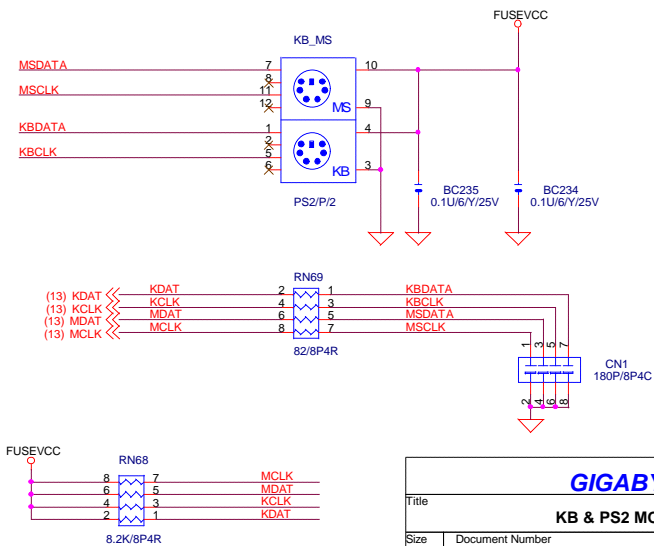 FUSEVCC
KB_MS
MSDATA 7 10
8
MSCLK 11
12 MS 9
KBDATA 1 4
2
KBCLK 5
6 KB 3
PS2/P/2
BC235
0.1U/6/Y/25V
BC234
0.1U/6/Y/25V
RN69
(13) KDAT KDAT 2 1 KBDATA
(13) KCLK KCLK 4 3 KBCLK
(13) MDAT MDAT 6 5 MSDATA
(13) MCLK MCLK 8 7 MSCLK
82/8P4R
1 3 5 7
CN1
180P/8P4C
2 4 6 8
FUSEVCC
RN68
8 7 MCLK
6 5 MDAT
4 3 KCLK
2 1 KDAT
8.2K/8P4R
GIGABY
Title
KB & PS2 MO
Size Document Number